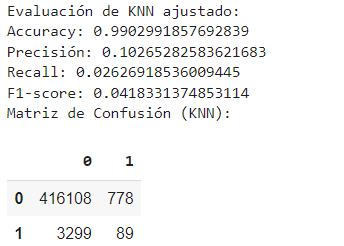 Evaluación de KNN ajustado:
Accuracy: 0.9902991857692839
Precisión: 0.10265282583621683
Recall: 0.02626918536009445
F1-score: 0.0418331374853114
Matriz de Confusión (KNN):
0 1
0 416108 778
1 3299 89